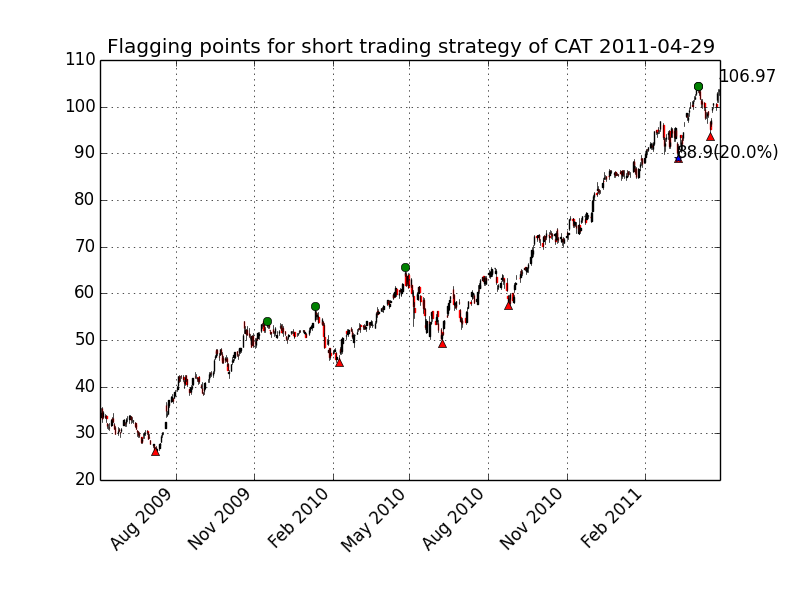 Flagging points for short trading strategy of CAT 2011-04-29
110
106.97
100
90
88.9(20.0%)
80
70
60
50
40
30
20
Aug 2009
Nov 2009
Feb 2010
May 2010
Aug 2010
Nov 2010
Feb 2011